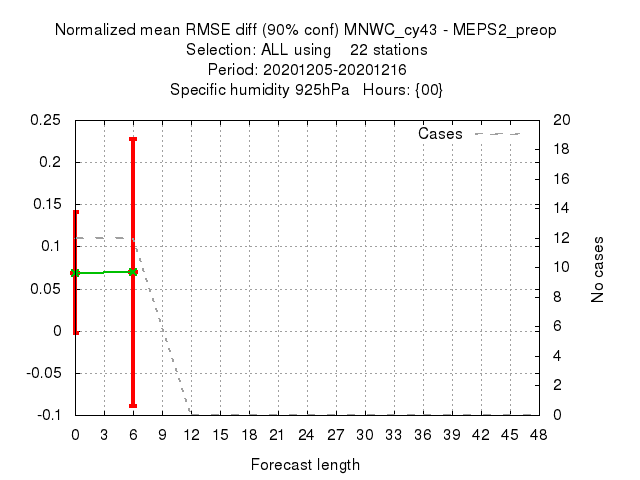 Normalized mean RMSE diff (90% conf) MNWC_cy43 - MEPS2_preop
Selection: ALL using    22 stations
Period: 20201205-20201216
Specific humidity 925hPa   Hours: {00}
0.25
0.2
0.15
0.1
0.05
0
-0.05
-0.1
Cases
20
18
16
14
12
10
8
6
4
2
0
No cases
0 3 6 9 12 15 18 21 24 27 30 33 36 39 42 45 48
Forecast length